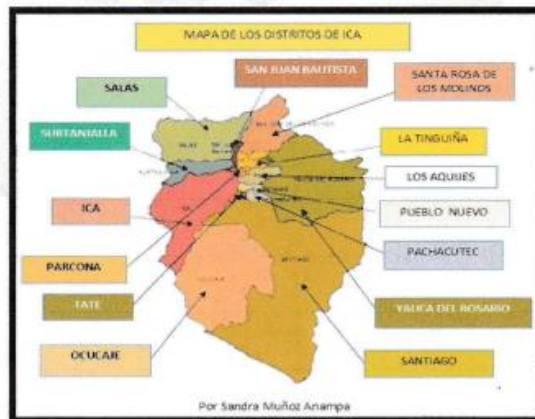 MAPA DE LOS DISTRITOS DE ICA
SAN JUAN BAUTISTA
SALAS
SANTA ROSA DE
LOS MOLINOS
SUBTANJALLA
LA TINGUIÑA
LOS AQUIJES
ICA
PUEBLO NUEVO
PACHACUTEC
PARCONA
TATE
YAUCA DEL ROSARIO
OCUCAJE
SANTIAGO
Por Sandra Muñoz Anampa